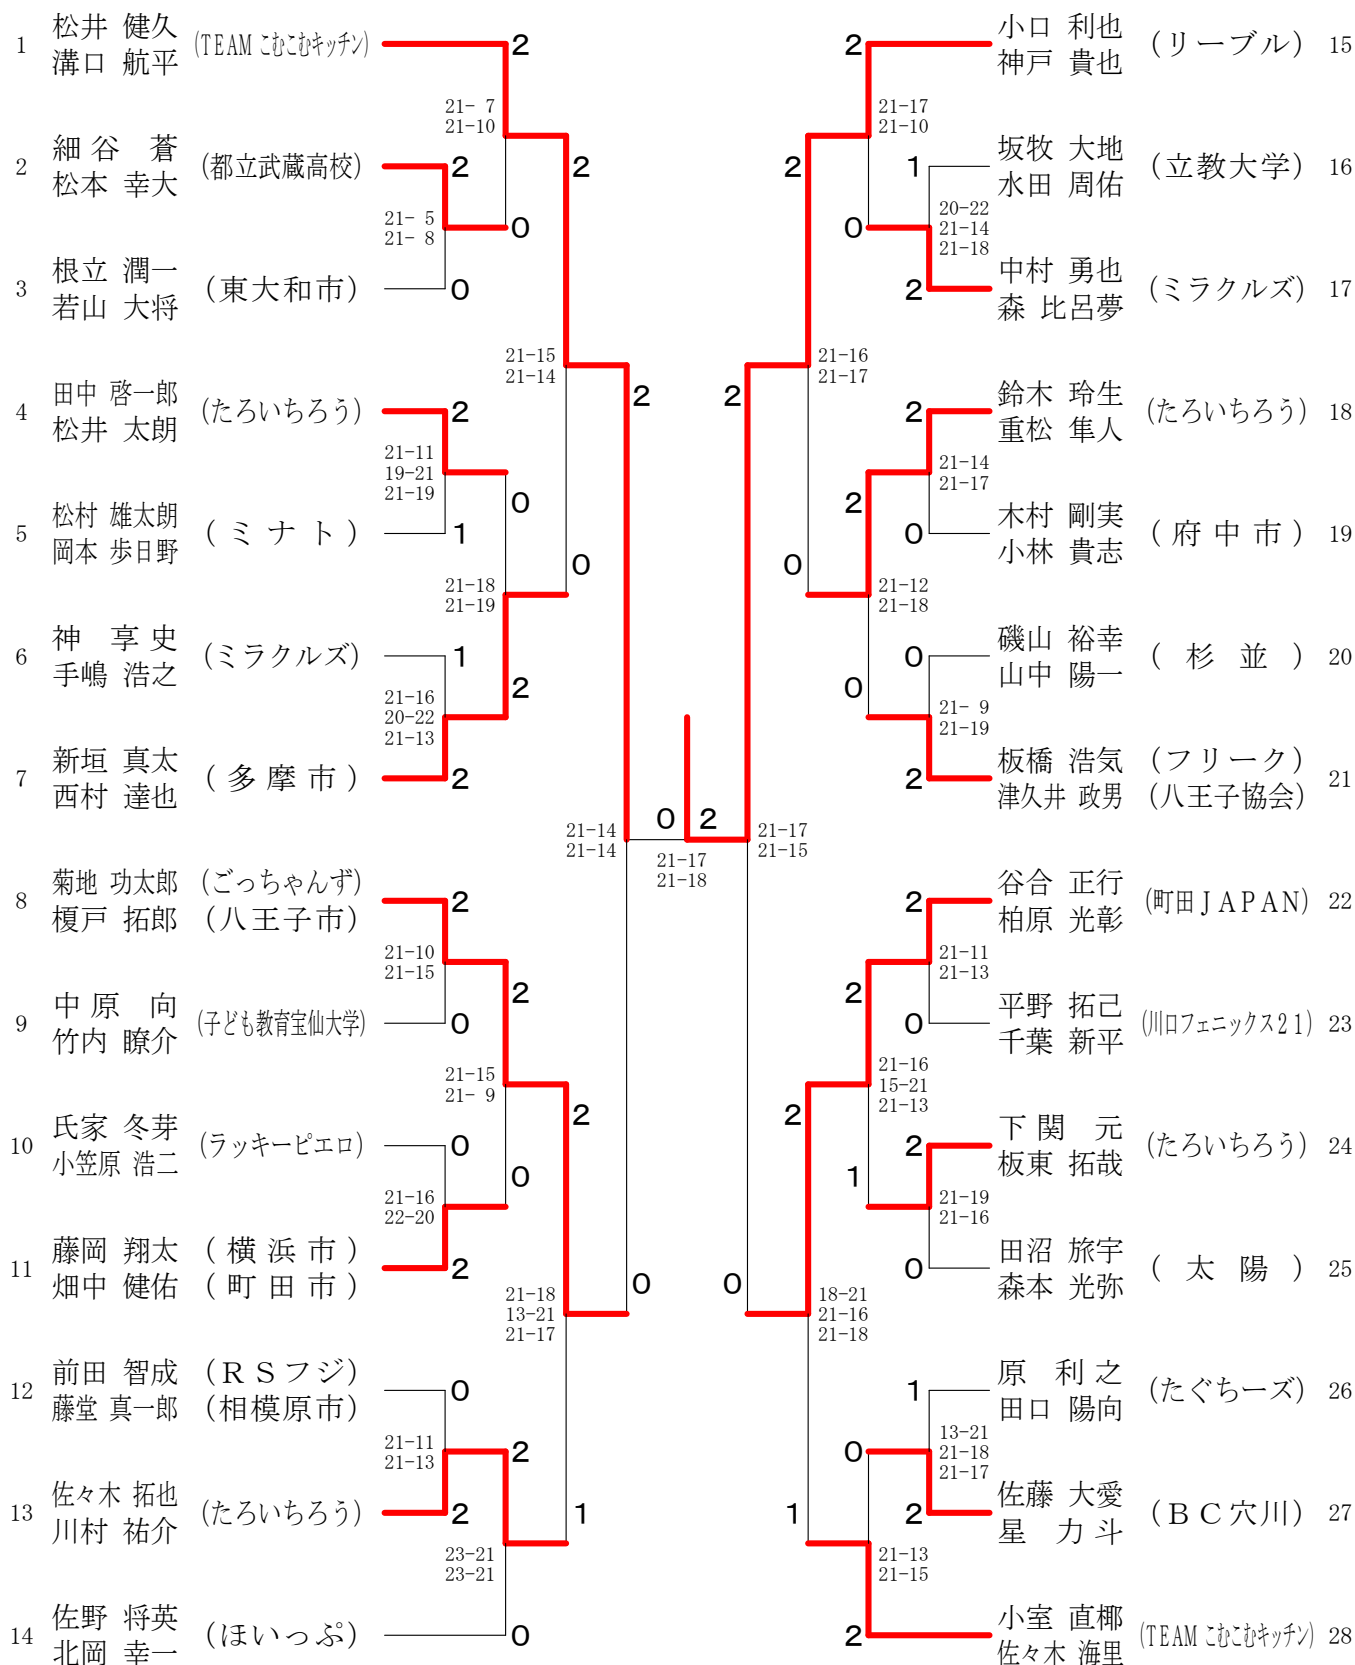 1 松井 健久 溝口 航平 (TEAM こむこむキッチン) 2
21- 7
21-10
2 細谷 蒼 松本 幸大 (都立武蔵高校) 2
2
21- 5
21- 8
0
3 根立 潤一 若山 大将 (東大和市) 0
21-15
21-14
4 田中 啓一郎 松井 太朗 (たろいちろう) 2
2
21-11
19-21
21-19
0
5 松村 雄太朗 岡本 歩日野 (ミナト) 1
0
21-18
21-19
6 神 享史 手嶋 浩之 (ミラクルズ) 1
2
21-16
20-22
21-13
7 新垣 真太 西村 達也 (多摩市) 2
21-14
21-14
8 菊地 功太郎 (ごっちゃんず) 2
榎戸 拓郎 (八王子市)
21-10
21-15
2
9 中原 向 竹内 瞭介 (子ども教育宝仙大学) 0
21-15
21- 9
2
10 氏家 冬芽 小笠原 浩二 (ラッキーピエロ) 0
0
21-16
22-20
11 藤岡 翔太 (横浜市) 2
畑中 健佑 (町田市)
0
21-18
13-21
21-17
12 前田 智成 (RSフジ) 0
藤堂 真一郎 (相模原市)
21-11
21-13
2
13 佐々木 拓也 川村 祐介 (たろいちろう) 2
1
23-21
23-21
14 佐野 将英 北岡 幸一 (ほいっぷ) 0
0 2
21-17
21-18
2 小口 利也 神戸 貴也 (リーブル) 15
21-17
21-10
2
1 坂牧 大地 水田 周佑 (立教大学) 16
0
20-22
21-14
21-18
2 中村 勇也 森 比呂夢 (ミラクルズ) 17
21-16
21-17
2
2 鈴木 玲生 重松 隼人 (たろいちろう) 18
21-14
21-17
2
0 木村 剛実 小林 貴志 (府中市) 19
0
21-12
21-18
0 磯山 裕幸 山中 陽一 (杉並) 20
0
21- 9
21-19
2 板橋 浩気 (フリーク) 21
津久井 政男 (八王子協会)
21-17
21-15
2 谷合 正行 柏原 光彰 (町田JAPAN) 22
21-11
21-13
2
0 平野 拓己 千葉 新平 (川口フェニックス21) 23
21-16
15-21
21-13
2
2 下関 元 板東 拓哉 (たろいちろう) 24
1
21-19
21-16
0 田沼 旅宇 森本 光弥 (太陽) 25
0
18-21
21-16
21-18
1 原 利之 田口 陽向 (たぐちーズ) 26
0
13-21
21-18
21-17
2 佐藤 大愛 星 力斗 (BC穴川) 27
1
21-13
21-15
2 小室 直椰 佐々木 海里 (TEAM こむこむキッチン) 28